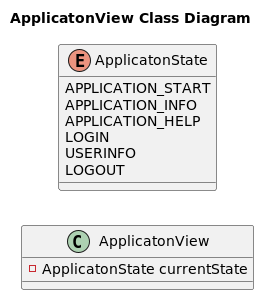 ApplicatonView Class Diagram
E ApplicatonState
APPLICATION_START
APPLICATION_INFO
APPLICATION_HELP
LOGIN
USERINFO
LOGOUT
C ApplicatonView
ApplicatonState currentState